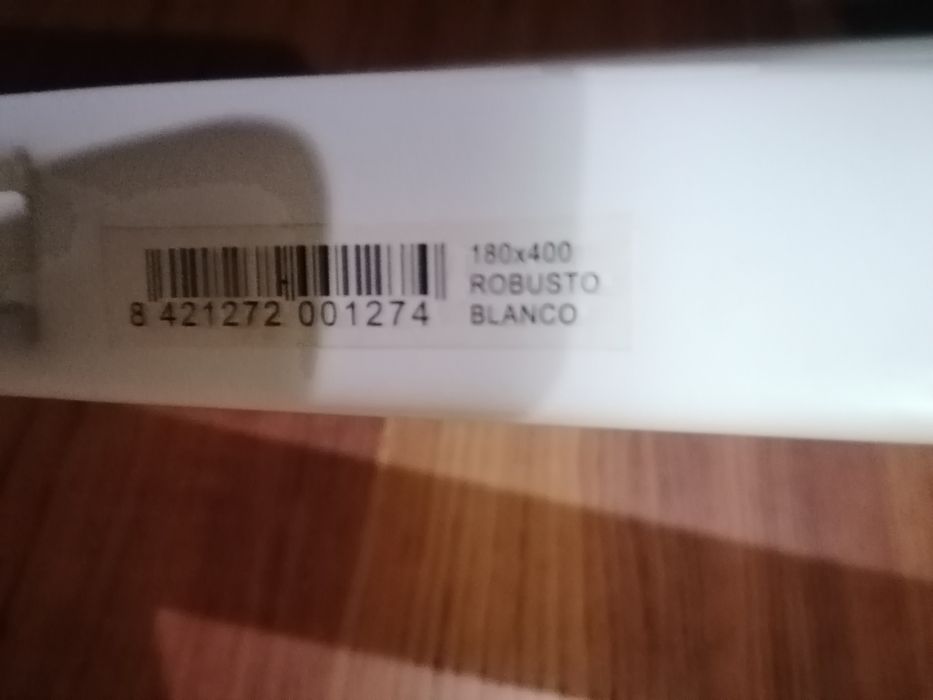 180x400
ROBUSTO
BLANCO
8 421272 001274